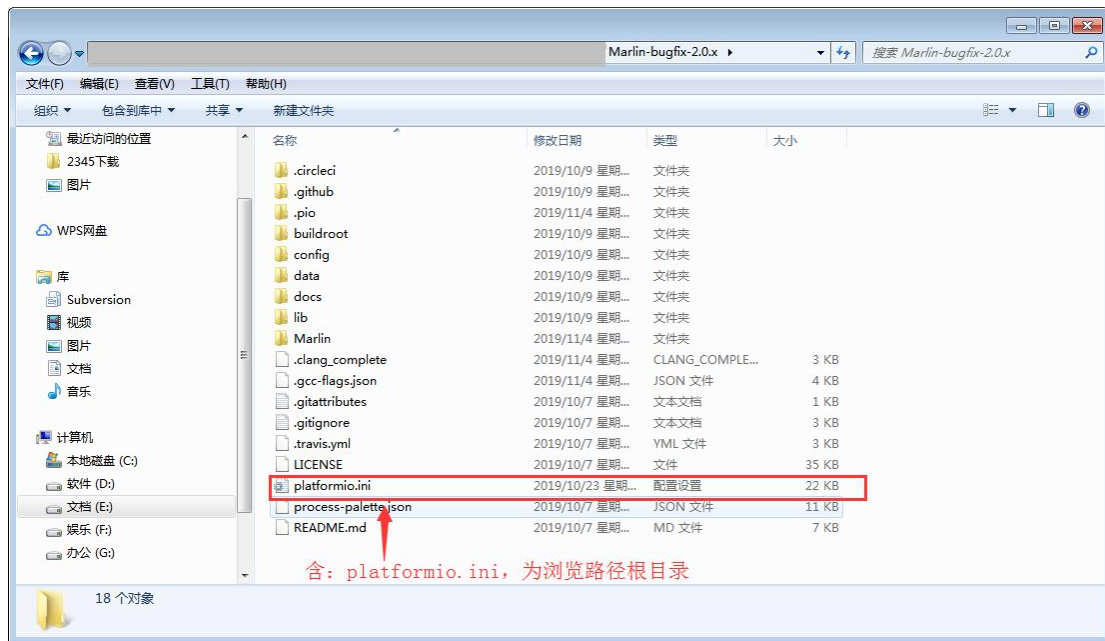 Marlin-bugfix-2.0.x
搜索 Marlin-bugfix-2.0.x
文件(F) 编辑(E) 查看(V) 工具(T) 帮助(H)
组织 包含到库中 共享 新建文件夹
最近访问的位置
2345下载
图片
WPS网盘
库
Subversion
视频
图片
文档
音乐
计算机
本地磁盘 (C:)
软件 (D:)
文档 (E:)
娱乐 (F:)
办公 (G:)
名称 修改日期 类型 大小
.circleci 2019/10/9 星期... 文件夹
.github 2019/10/9 星期... 文件夹
.pio 2019/11/4 星期... 文件夹
buildroot 2019/10/9 星期... 文件夹
config 2019/10/9 星期... 文件夹
data 2019/10/9 星期... 文件夹
docs 2019/10/9 星期... 文件夹
lib 2019/10/9 星期... 文件夹
Marlin 2019/11/4 星期... 文件夹
.clang_complete 2019/11/4 星期... CLANG_COMPLE... 3 KB
.gcc-flags.json 2019/11/4 星期... JSON 文件 4 KB
.gitattributes 2019/10/7 星期... 文本文档 1 KB
.gitignore 2019/10/7 星期... 文本文档 3 KB
.travis.yml 2019/10/7 星期... YML 文件 3 KB
LICENSE 2019/10/7 星期... 文件 35 KB
platformio.ini 2019/10/23 星期... 配置设置 22 KB
process-palette.json 2019/10/7 星期... JSON 文件 11 KB
README.md 2019/10/7 星期... MD 文件 7 KB
含: platformio.ini, 为浏览路径根目录
18 个对象